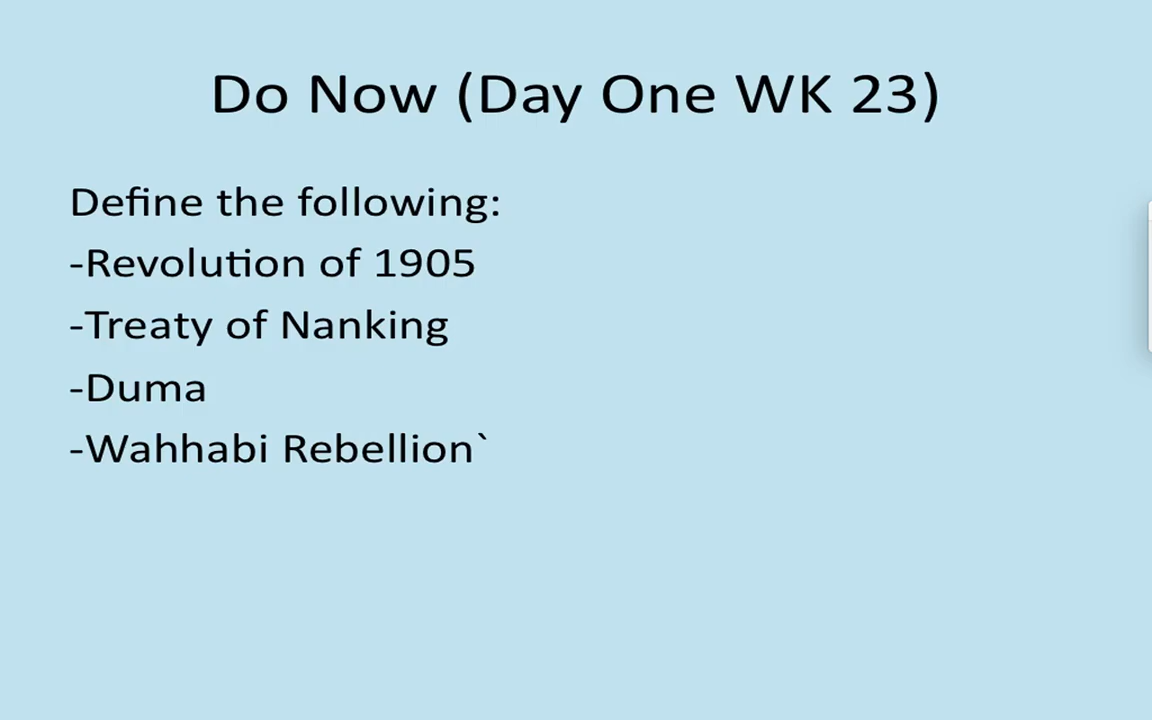 Do Now (Day One WK 23)
Define the following:
-Revolution of 1905
-Treaty of Nanking
-Duma
-Wahhabi Rebellion`